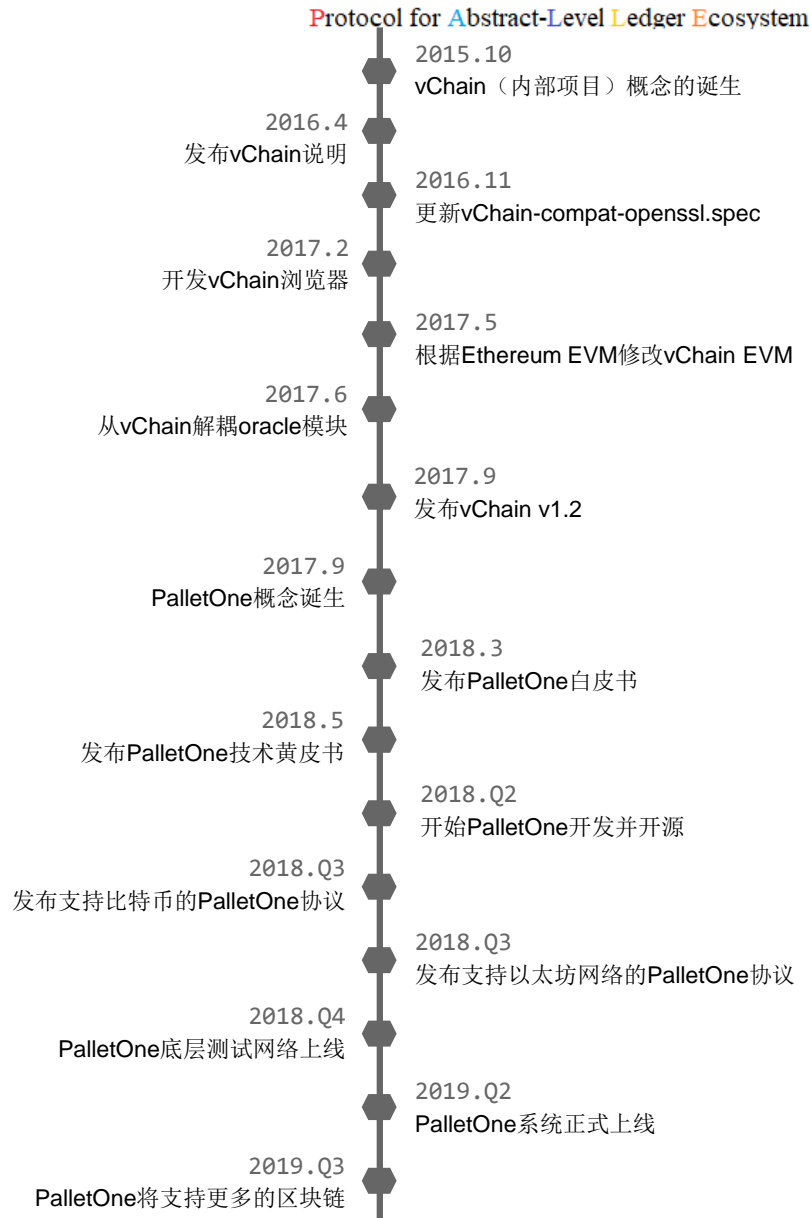 Protocol for Abstract-Level Ledger Ecosystem
2015.10
vChain（内部项目）概念的诞生
2016.4
发布vChain说明
2016.11
更新vChain-compat-openssl.spec
2017.2
开发vChain浏览器
2017.5
根据Ethereum EVM修改vChain EVM
2017.6
从vChain解耦oracle模块
2017.9
发布vChain v1.2
2017.9
PalletOne概念诞生
2018.3
发布PalletOne白皮书
2018.5
发布PalletOne技术黄皮书
2018.Q2
开始PalletOne开发并开源
2018.Q3
发布支持比特币的PalletOne协议
2018.Q3
发布支持以太坊网络的PalletOne协议
2018.Q4
PalletOne底层测试网络上线
2019.Q2
PalletOne系统正式上线
2019.Q3
PalletOne将支持更多的区块链